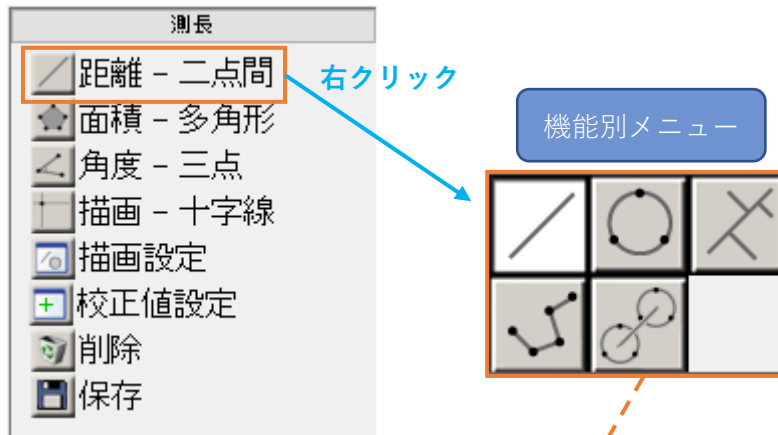 測長
距離 － 二点間
面積 － 多角形
角度 － 三点
描画 － 十字線
描画設定
校正値設定
削除
保存
右クリック
機能別メニュー